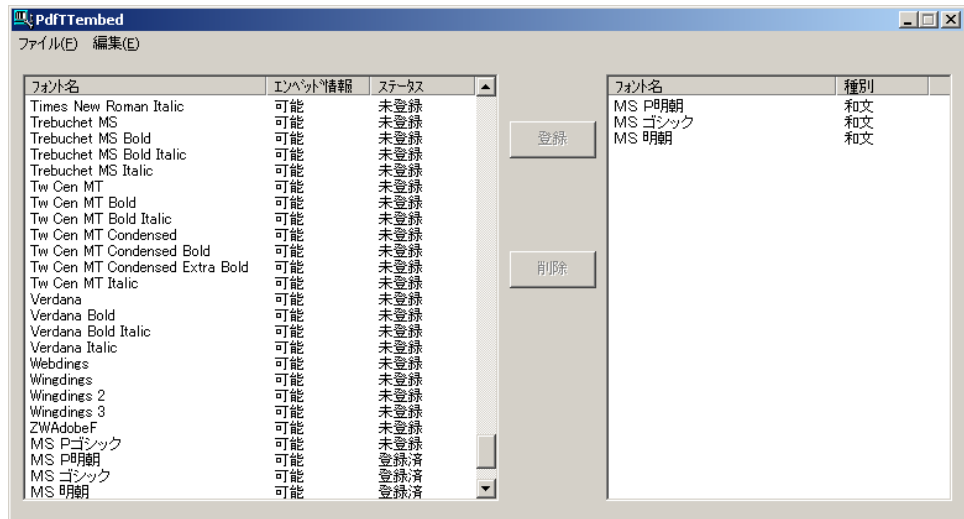 PdfTTembed
ファイル(F) 編集(E)
フォント名 エンベッド情報 ステータス
Times New Roman Italic 可能 未登録
Trebuchet MS 可能 未登録
Trebuchet MS Bold 可能 未登録
Trebuchet MS Bold Italic 可能 未登録
Trebuchet MS Italic 可能 未登録
Tw Cen MT 可能 未登録
Tw Cen MT Bold 可能 未登録
Tw Cen MT Bold Italic 可能 未登録
Tw Cen MT Condensed 可能 未登録
Tw Cen MT Condensed Bold 可能 未登録
Tw Cen MT Condensed Extra Bold 可能 未登録
Tw Cen MT Italic 可能 未登録
Verdana 可能 未登録
Verdana Bold 可能 未登録
Verdana Bold Italic 可能 未登録
Verdana Italic 可能 未登録
Webdings 可能 未登録
Wingdings 可能 未登録
Wingdings 2 可能 未登録
Wingdings 3 可能 未登録
ZWAdobeF 可能 未登録
MS Pゴシック 可能 未登録
MS P明朝 可能 登録済
MS ゴシック 可能 登録済
MS 明朝 可能 登録済
登録
削除
フォント名 種別
MS P明朝 和文
MS ゴシック 和文
MS 明朝 和文